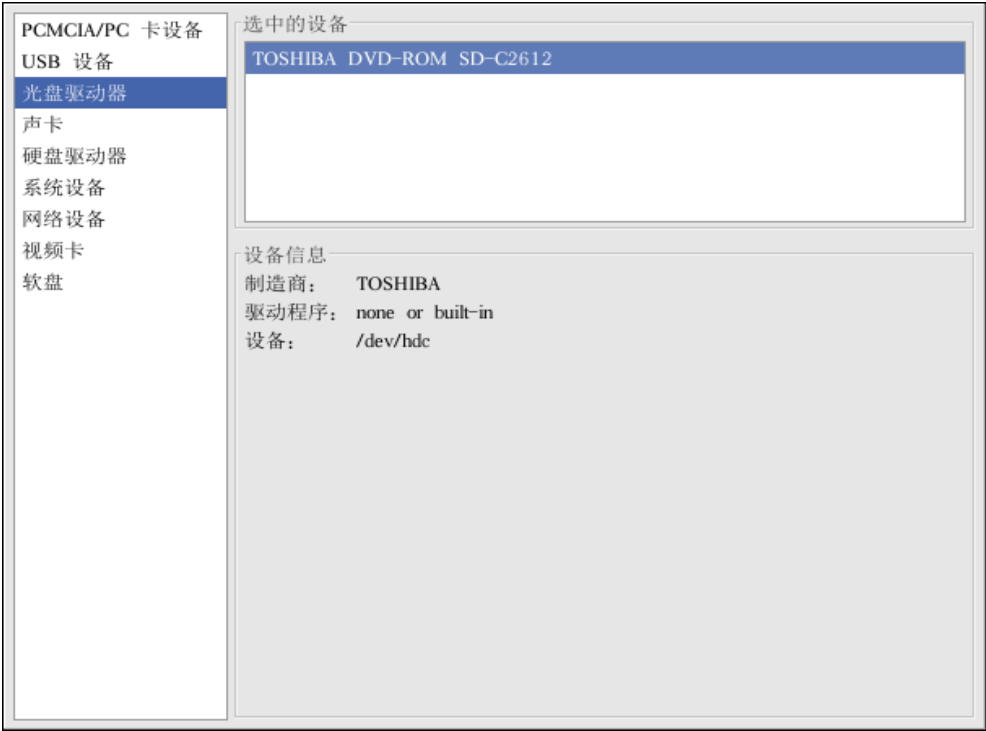 PCMCIA/PC 卡设备
USB 设备
光盘驱动器
声卡
硬盘驱动器
系统设备
网络设备
视频卡
软盘
选中的设备
TOSHIBA DVD-ROM SD-C2612
设备信息
制造商： TOSHIBA
驱动程序： none or built-in
设备： /dev/hdc